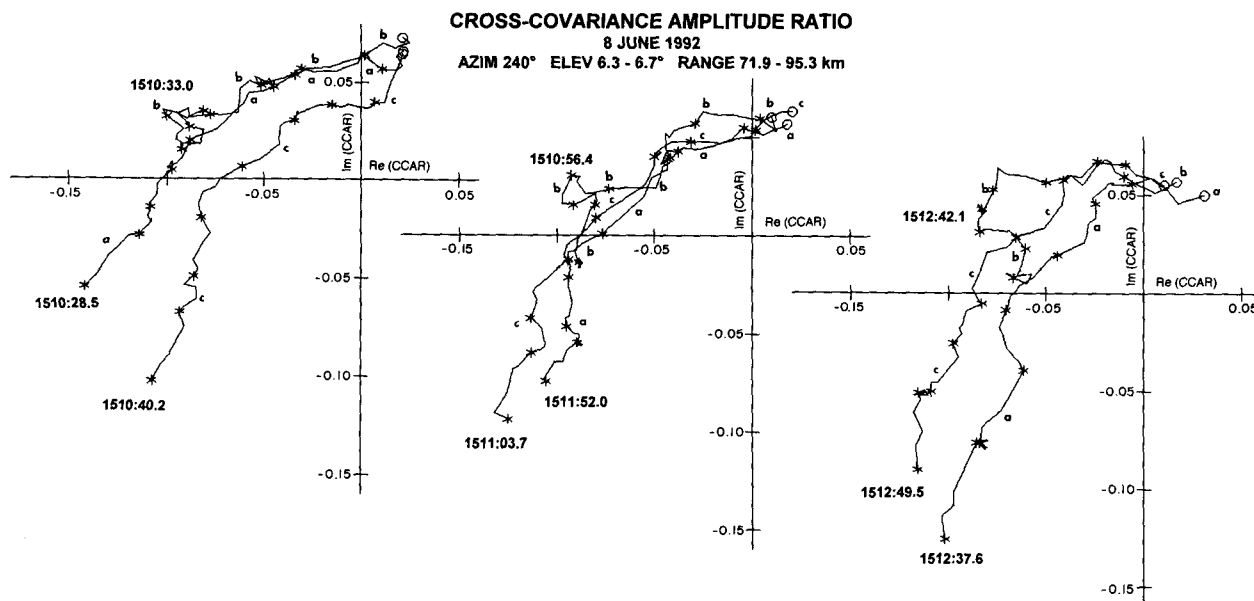 CROSS-COVARIANCE AMPLITUDE RATIO
8 JUNE 1992
AZIM 240° ELEV 6.3 - 6.7° RANGE 71.9 - 95.3 km
b
b
b
a
a
c
c
b
a
c
1510:33.0
0.05
Im (CCAR)
Re (CCAR)
-0.15
-0.05
0.05
-0.05
-0.10
-0.15
1510:28.5
1510:40.2
b
b
c
a
c
a
b
b
c
a
b
c
a
1510:56.4
0.05
Im (CCAR)
Re (CCAR)
-0.15
-0.05
0.05
-0.05
-0.10
-0.15
1511:52.0
1511:03.7
c
b
a
b
c
a
b
c
c
a
1512:42.1
0.05
Im (CCAR)
Re (CCAR)
-0.15
-0.05
0.05
-0.05
-0.10
-0.15
1512:49.5
1512:37.6